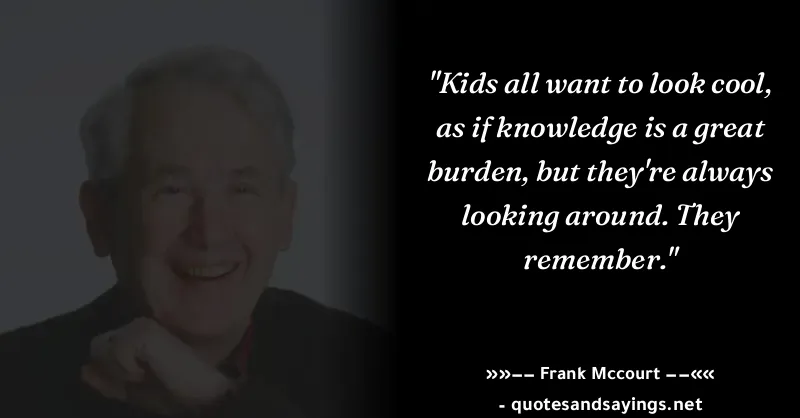 "Kids all want to look cool,
as if knowledge is a great
burden, but they're always
looking around. They
remember."
»»–– Frank Mccourt ––««
- quotesandsayings.net